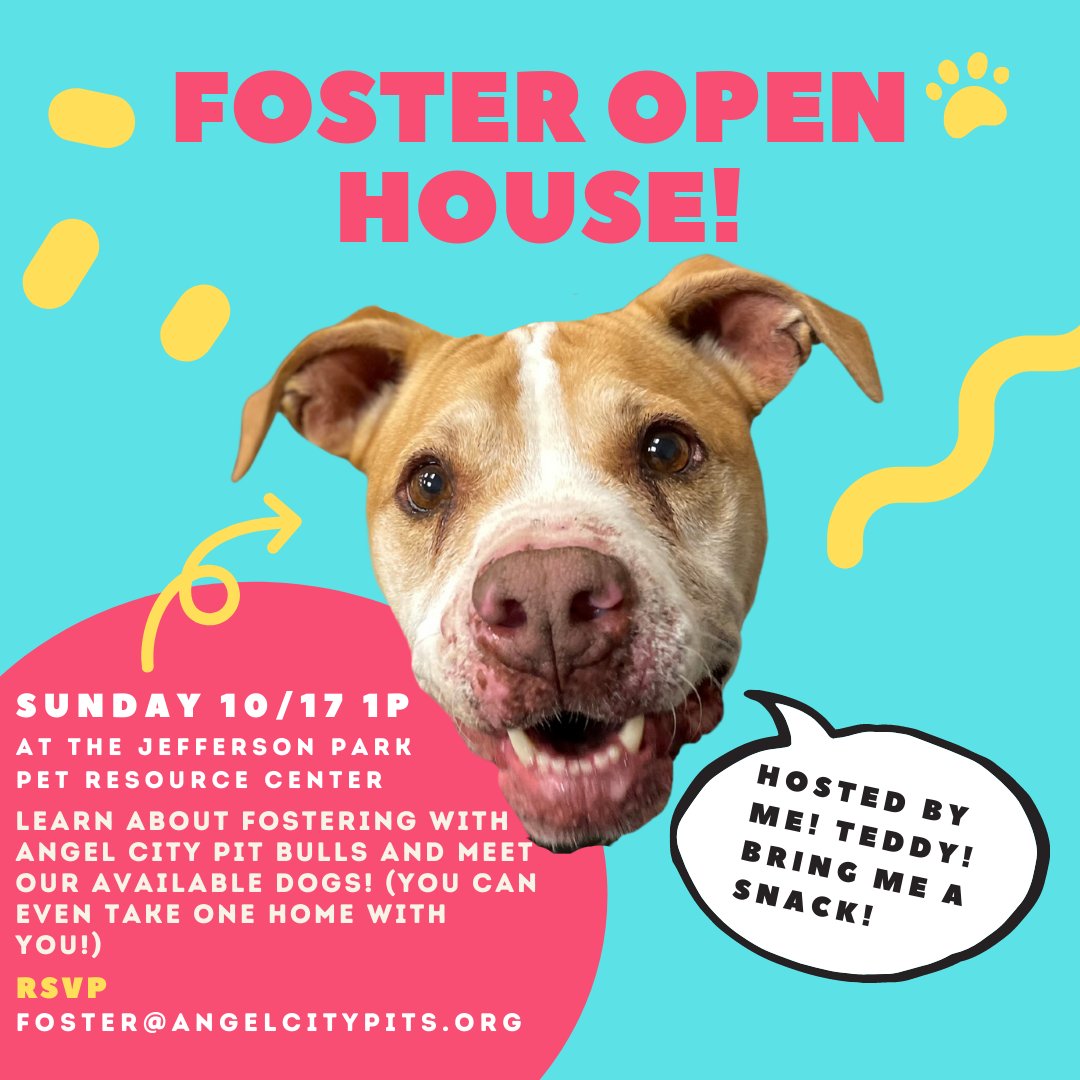 FOSTER OPEN
HOUSE!
SUNDAY 10/17 1P
AT THE JEFFERSON PARK
PET RESOURCE CENTER
LEARN ABOUT FOSTERING WITH
ANGEL CITY PIT BULLS AND MEET
OUR AVAILABLE DOGS! (YOU CAN
EVEN TAKE ONE HOME WITH
YOU!)
RSVP
FOSTER@ANGELCITYPITS.ORG
HOSTED BY
ME! TEDDY!
BRING ME A
SNACK!